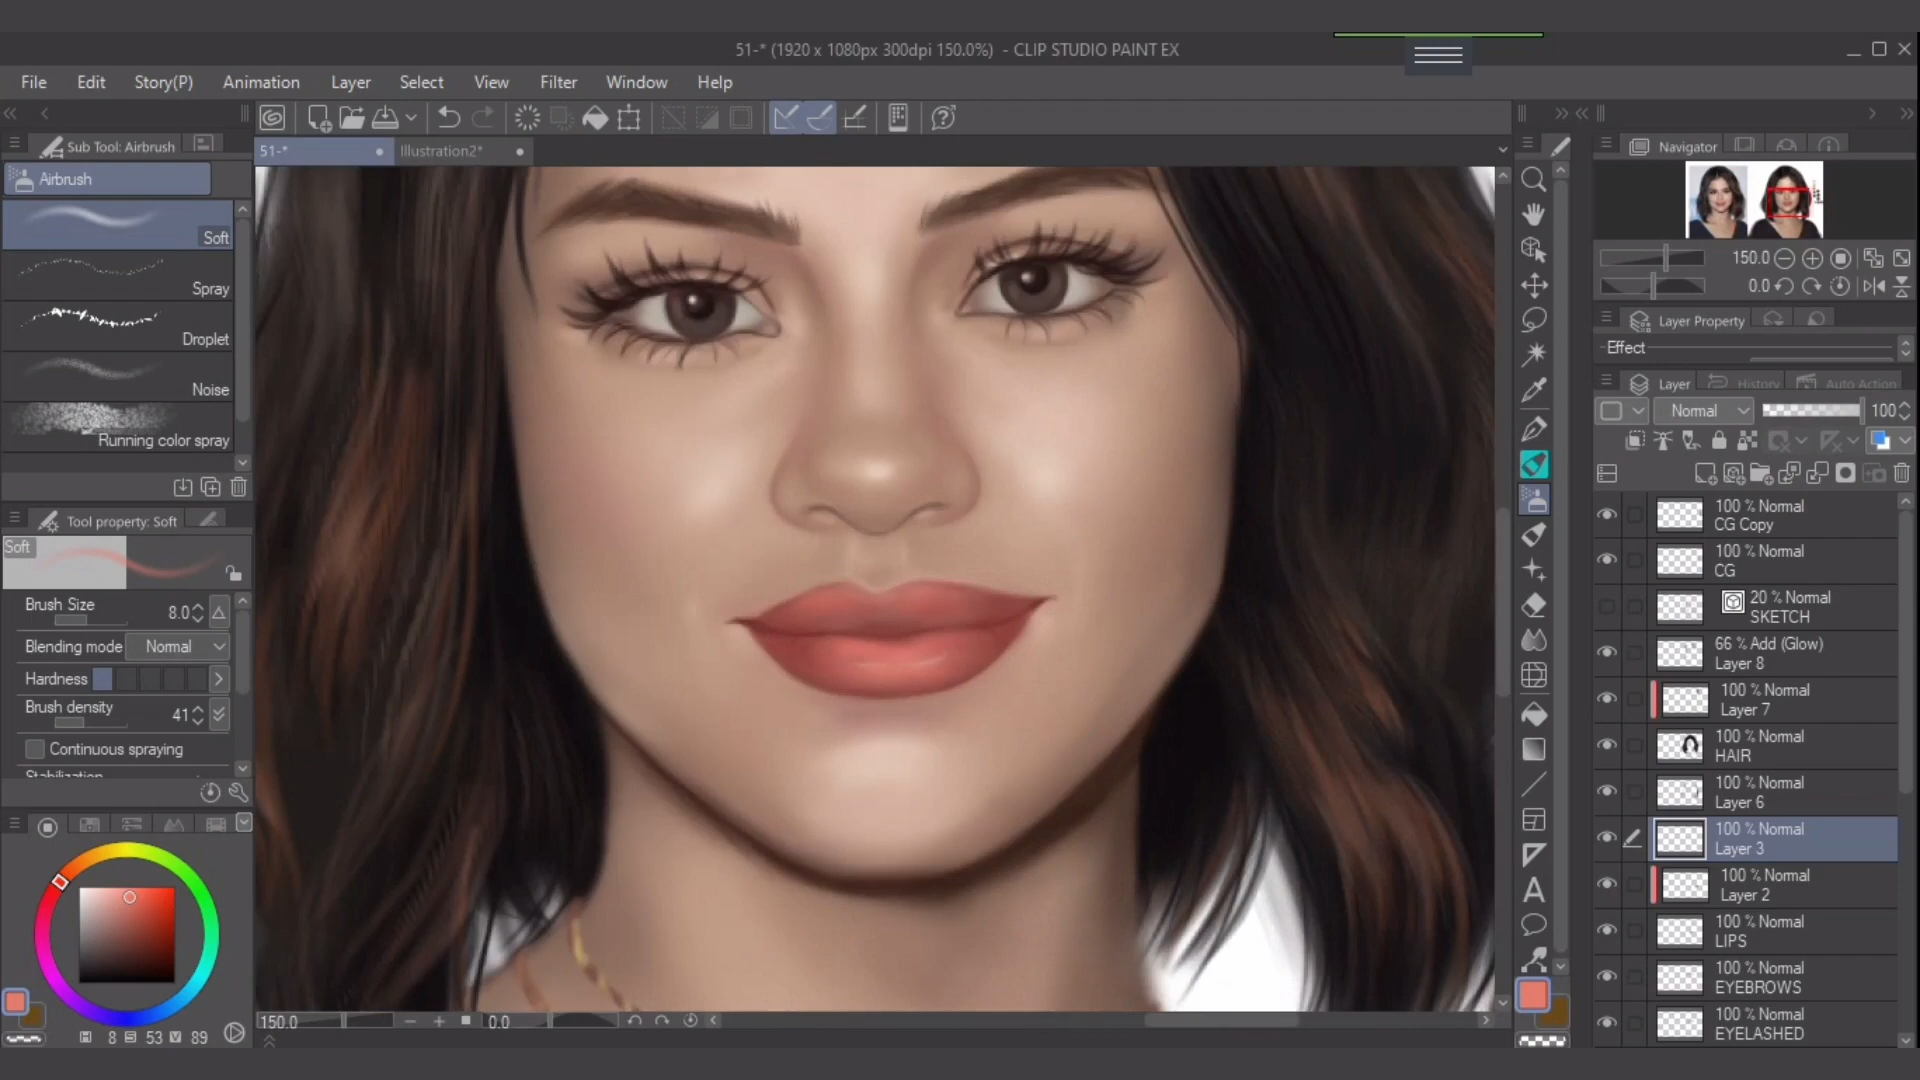 51-* (1920 x 1080px 300dpi 150.0%) - CLIP STUDIO PAINT EX
File Edit Story(P) Animation Layer Select View Filter Window Help
Sub Tool: Airbrush
51-* Illustration2*
Navigator
Airbrush
Soft
Spray
Droplet
Noise
Running color spray
150.0
0.0
Layer Property
Effect
Layer History Auto Action
Normal 100
Tool property: Soft
Soft
Brush Size 8.0
Blending mode Normal
Hardness
Brush density 41
Continuous spraying
Stabilization
100 % Normal
CG Copy
100 % Normal
CG
20 % Normal
SKETCH
66 % Add (Glow)
Layer 8
100 % Normal
Layer 7
100 % Normal
HAIR
100 % Normal
Layer 6
100 % Normal
Layer 3
100 % Normal
Layer 2
100 % Normal
LIPS
100 % Normal
EYEBROWS
100 % Normal
EYELASHED
150.0 0.0
H 8 S 53 V 89